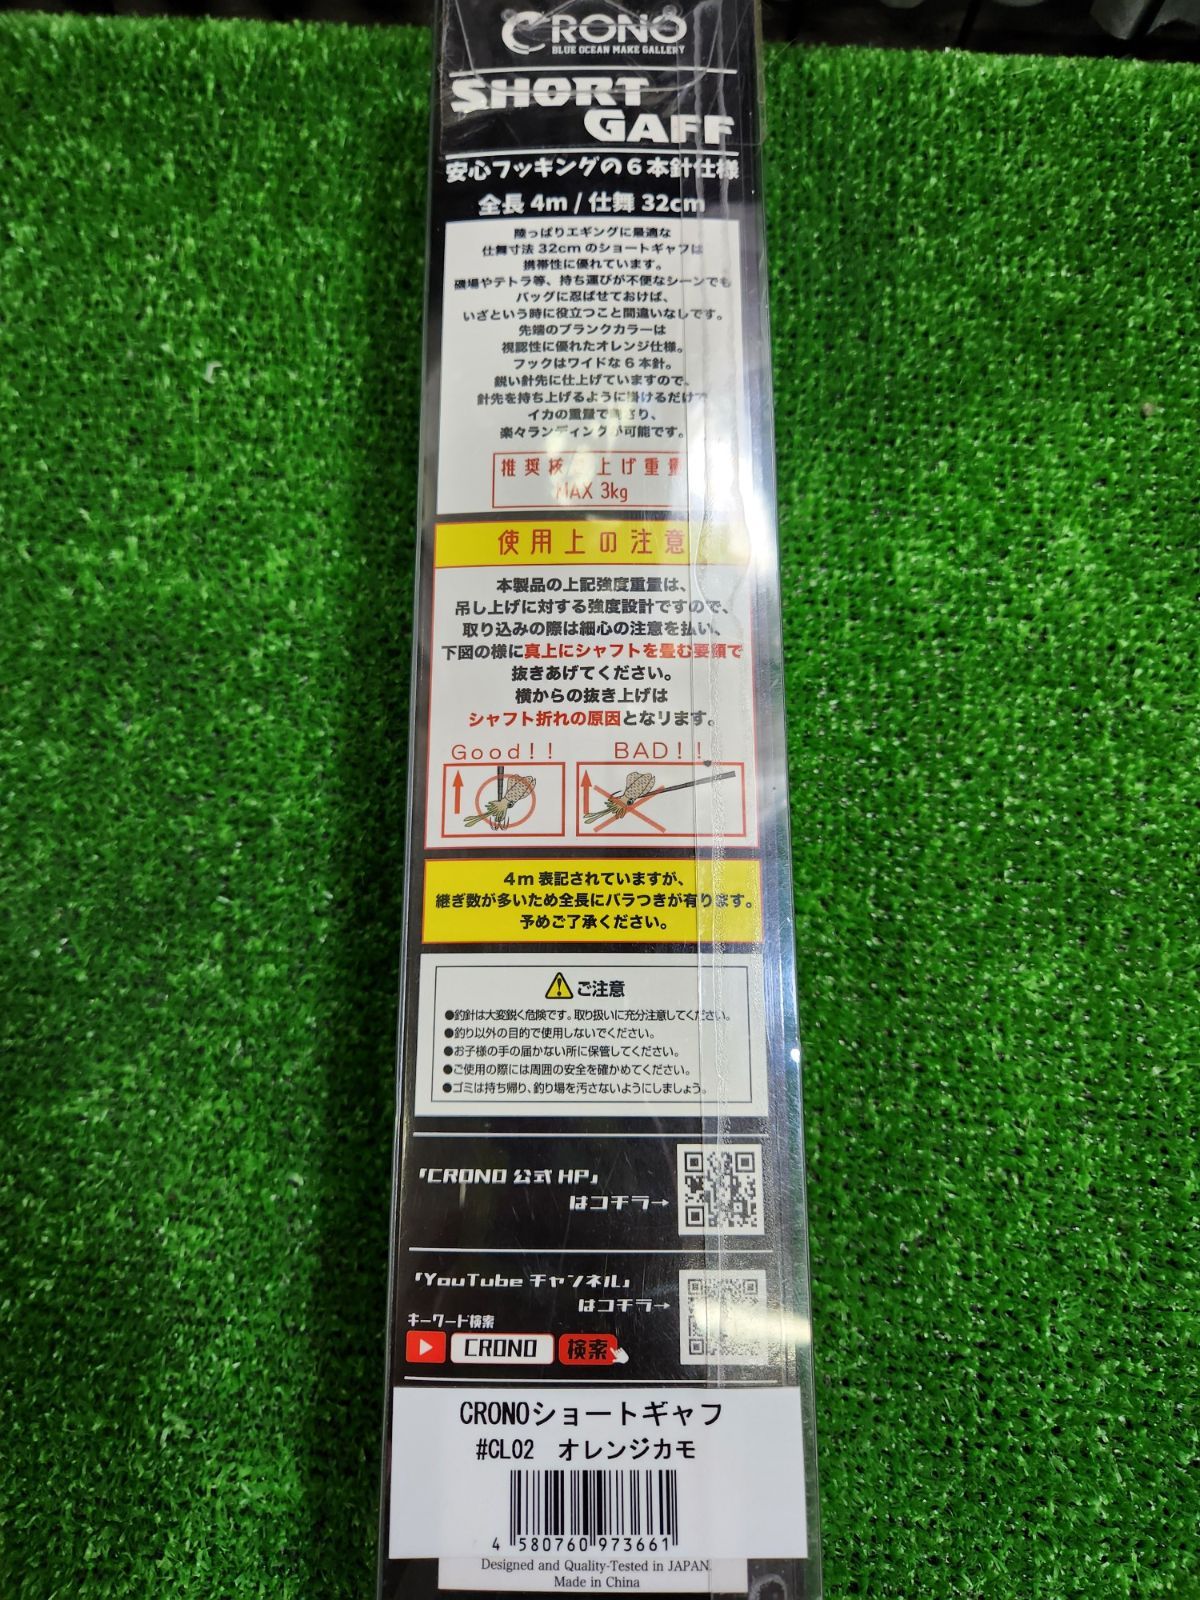 CRONO
BLUE OCEAN MAKE GALLERY
SHORT
GAFF
安心フッキングの6本針仕様
全長 4m / 仕舞 32cm
陸っぱりエギングに最適な
仕舞寸法 32cm のショートギャフは
携帯性に優れています。
磯場やテトラ等、持ち運びが不便なシーンでも
バッグに忍ばせておけば、
いざという時に役立つこと間違いなしです。
先端のブランクカラーは
視認性に優れたオレンジ仕様。
フックはワイドな 6 本針。
鋭い針先に仕上げていますので、
針先を持ち上げるように掛けるだけで
イカの重量で刺さり、
楽々ランディングが可能です。
推奨抜き上げ重量
MAX 3kg
使用上の注意
本製品の上記強度重量は、
吊し上げに対する強度設計ですので、
取り込みの際は細心の注意を払い、
下図の様に真上にシャフトを畳む要領で
抜きあげてください。
横からの抜き上げは
シャフト折れの原因となります。
Good!!
BAD!!
4m 表記されていますが、
継ぎ数が多いため全長にバラつきが有ります。
予めご了承ください。
ご注意
●釣針は大変鋭く危険です。取り扱いに充分注意してください。
●釣り以外の目的で使用しないでください。
●お子様の手の届かない所に保管してください。
●ご使用の際には周囲の安全を確かめてください。
●ゴミは持ち帰り、釣り場を汚さないようにしましょう。
「CRONO 公式 HP」
はコチラ→
「YouTube チャンネル」
はコチラ→
キーワード検索
CRONO 検索
CRONOショートギャフ
#CL02 オレンジカモ
4 580760 973661
Designed and Quality-Tested in JAPAN.
Made in China